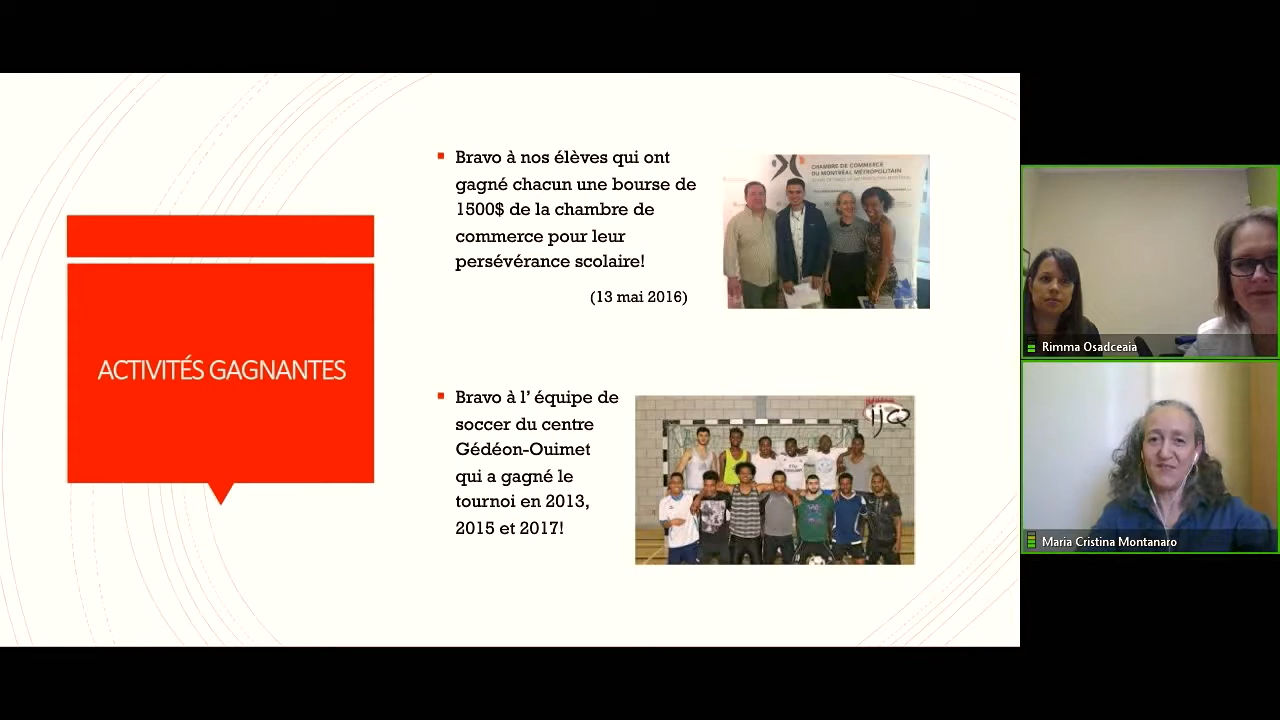 ACTIVITÉS GAGNANTES
Bravo à nos élèves qui ont
gagné chacun une bourse de
1500$ de la chambre de
commerce pour leur
persévérance scolaire!
(13 mai 2016)
CHAMBRE DE COMMERCE
DU MONTRÉAL MÉTROPOLITAIN
Bravo à l’ équipe de
soccer du centre
Gédéon-Ouimet
qui a gagné le
tournoi en 2013,
2015 et 2017!
ijcq
Rimma Osadceaia
Maria Cristina Montanaro